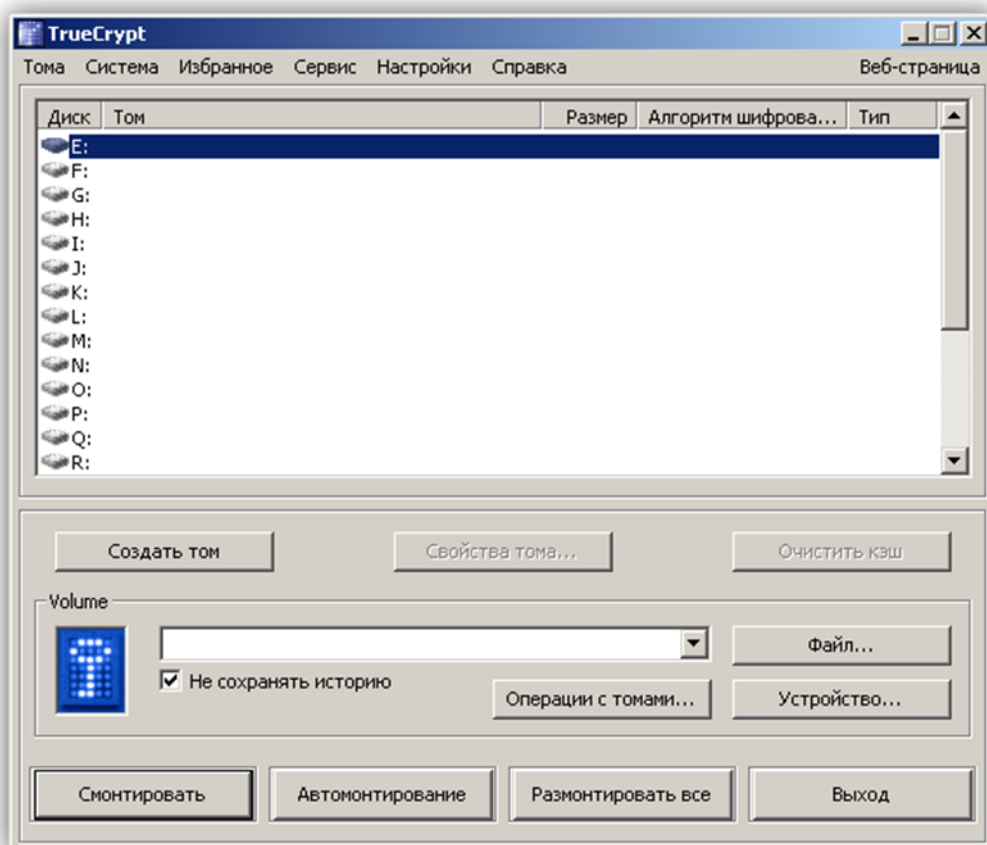 TrueCrypt
Тома Система Избранное Сервис Настройки Справка Веб-страница
Диск Том Размер Алгоритм шифрова... Тип
E:
F:
G:
H:
I:
J:
K:
L:
M:
N:
O:
P:
Q:
R:
Создать том Свойства тома... Очистить кэш
Volume
Файл...
Не сохранять историю
Операции с томами... Устройство...
Смонтировать Автомонтирование Размонтировать все Выход